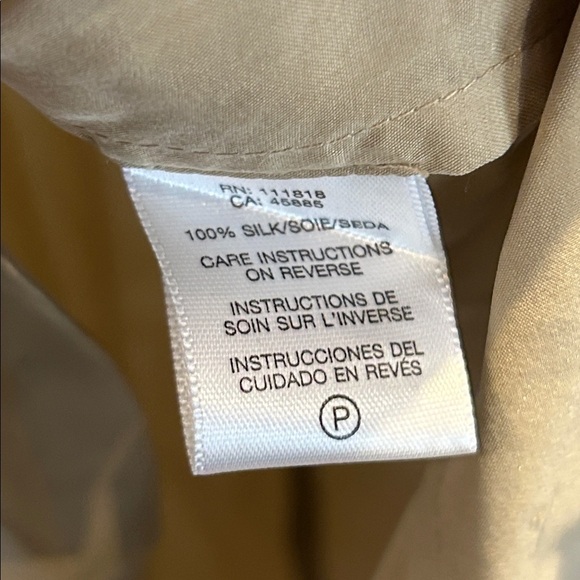 RN: 111818
CA: 45885
100% SILK/SOIE/SEDA
CARE INSTRUCTIONS
ON REVERSE
INSTRUCTIONS DE
SOIN SUR L'INVERSE
INSTRUCCIONES DEL
CUIDADO EN REVÉS
P